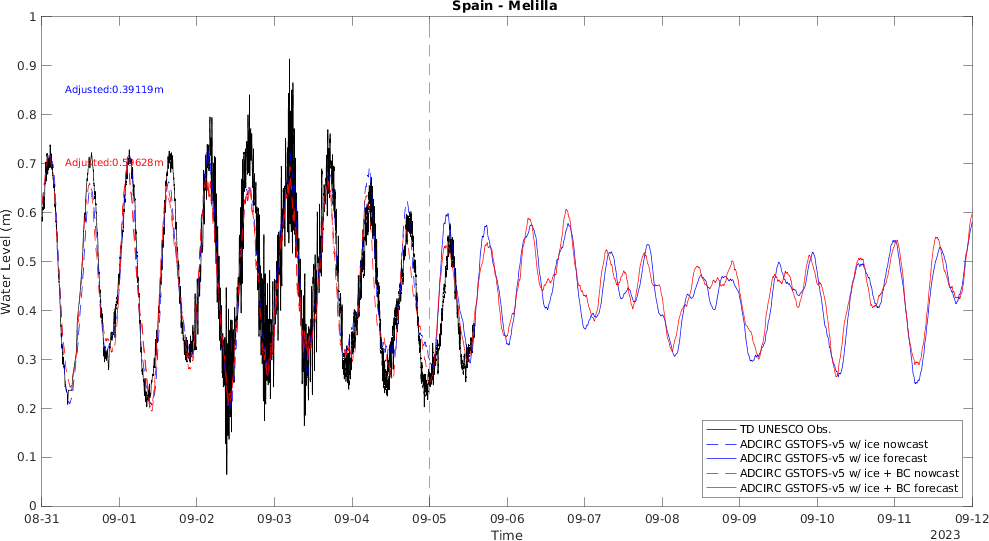 Spain - Melilla
1
0.9
0.8
0.7
0.6
0.5
0.4
0.3
0.2
0.1
0
Water Level (m)
Adjusted:0.39119m
Adjusted:0.59628m
TD UNESCO Obs.
ADCIRC GSTOFS-v5 w/ ice nowcast
ADCIRC GSTOFS-v5 w/ ice forecast
ADCIRC GSTOFS-v5 w/ ice + BC nowcast
ADCIRC GSTOFS-v5 w/ ice + BC forecast
08-31 09-01 09-02 09-03 09-04 09-05 09-06 09-07 09-08 09-09 09-10 09-11 09-12
Time
2023